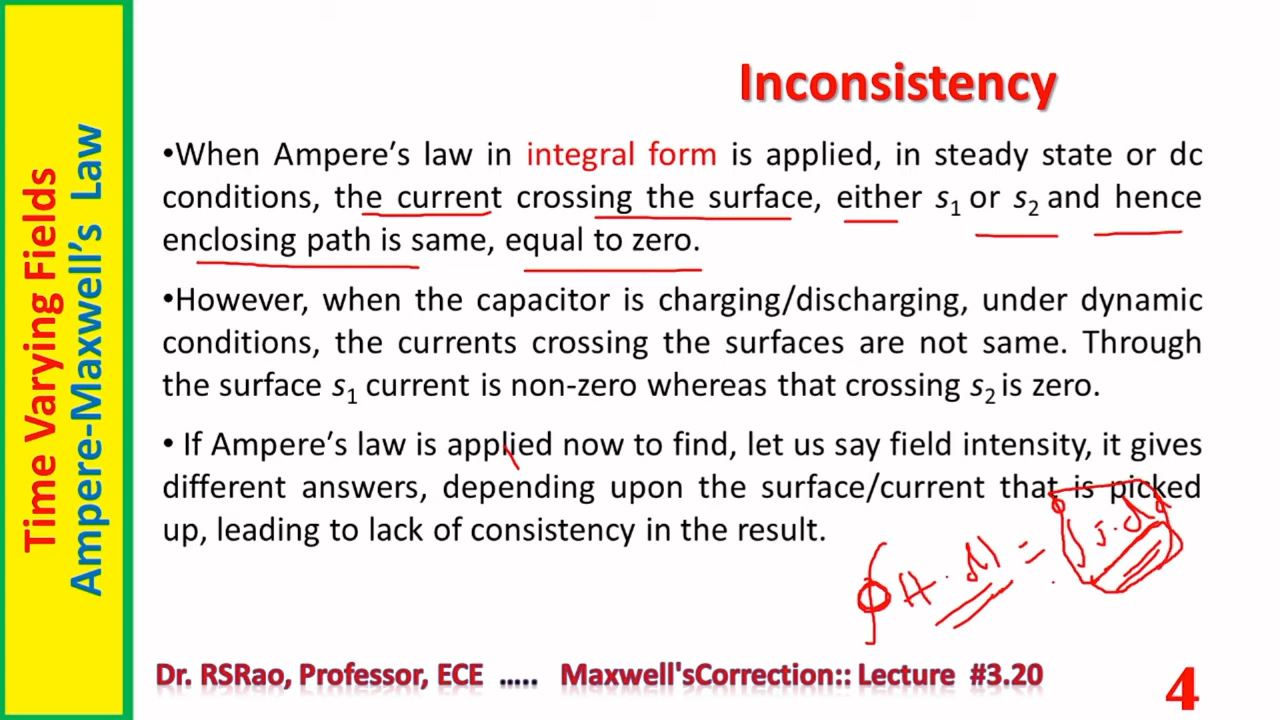 Time Varying Fields
Ampere-Maxwell's Law
Inconsistency
•When Ampere's law in integral form is applied, in steady state or dc
conditions, the current crossing the surface, either s₁ or s₂ and hence
enclosing path is same, equal to zero.
•However, when the capacitor is charging/discharging, under dynamic
conditions, the currents crossing the surfaces are not same. Through
the surface s₁ current is non-zero whereas that crossing s₂ is zero.
• If Ampere's law is applied now to find, let us say field intensity, it gives
different answers, depending upon the surface/current that is picked
up, leading to lack of consistency in the result.
∮ H · dl =
Dr. RSRao, Professor, ECE ….. Maxwell'sCorrection:: Lecture #3.20
4